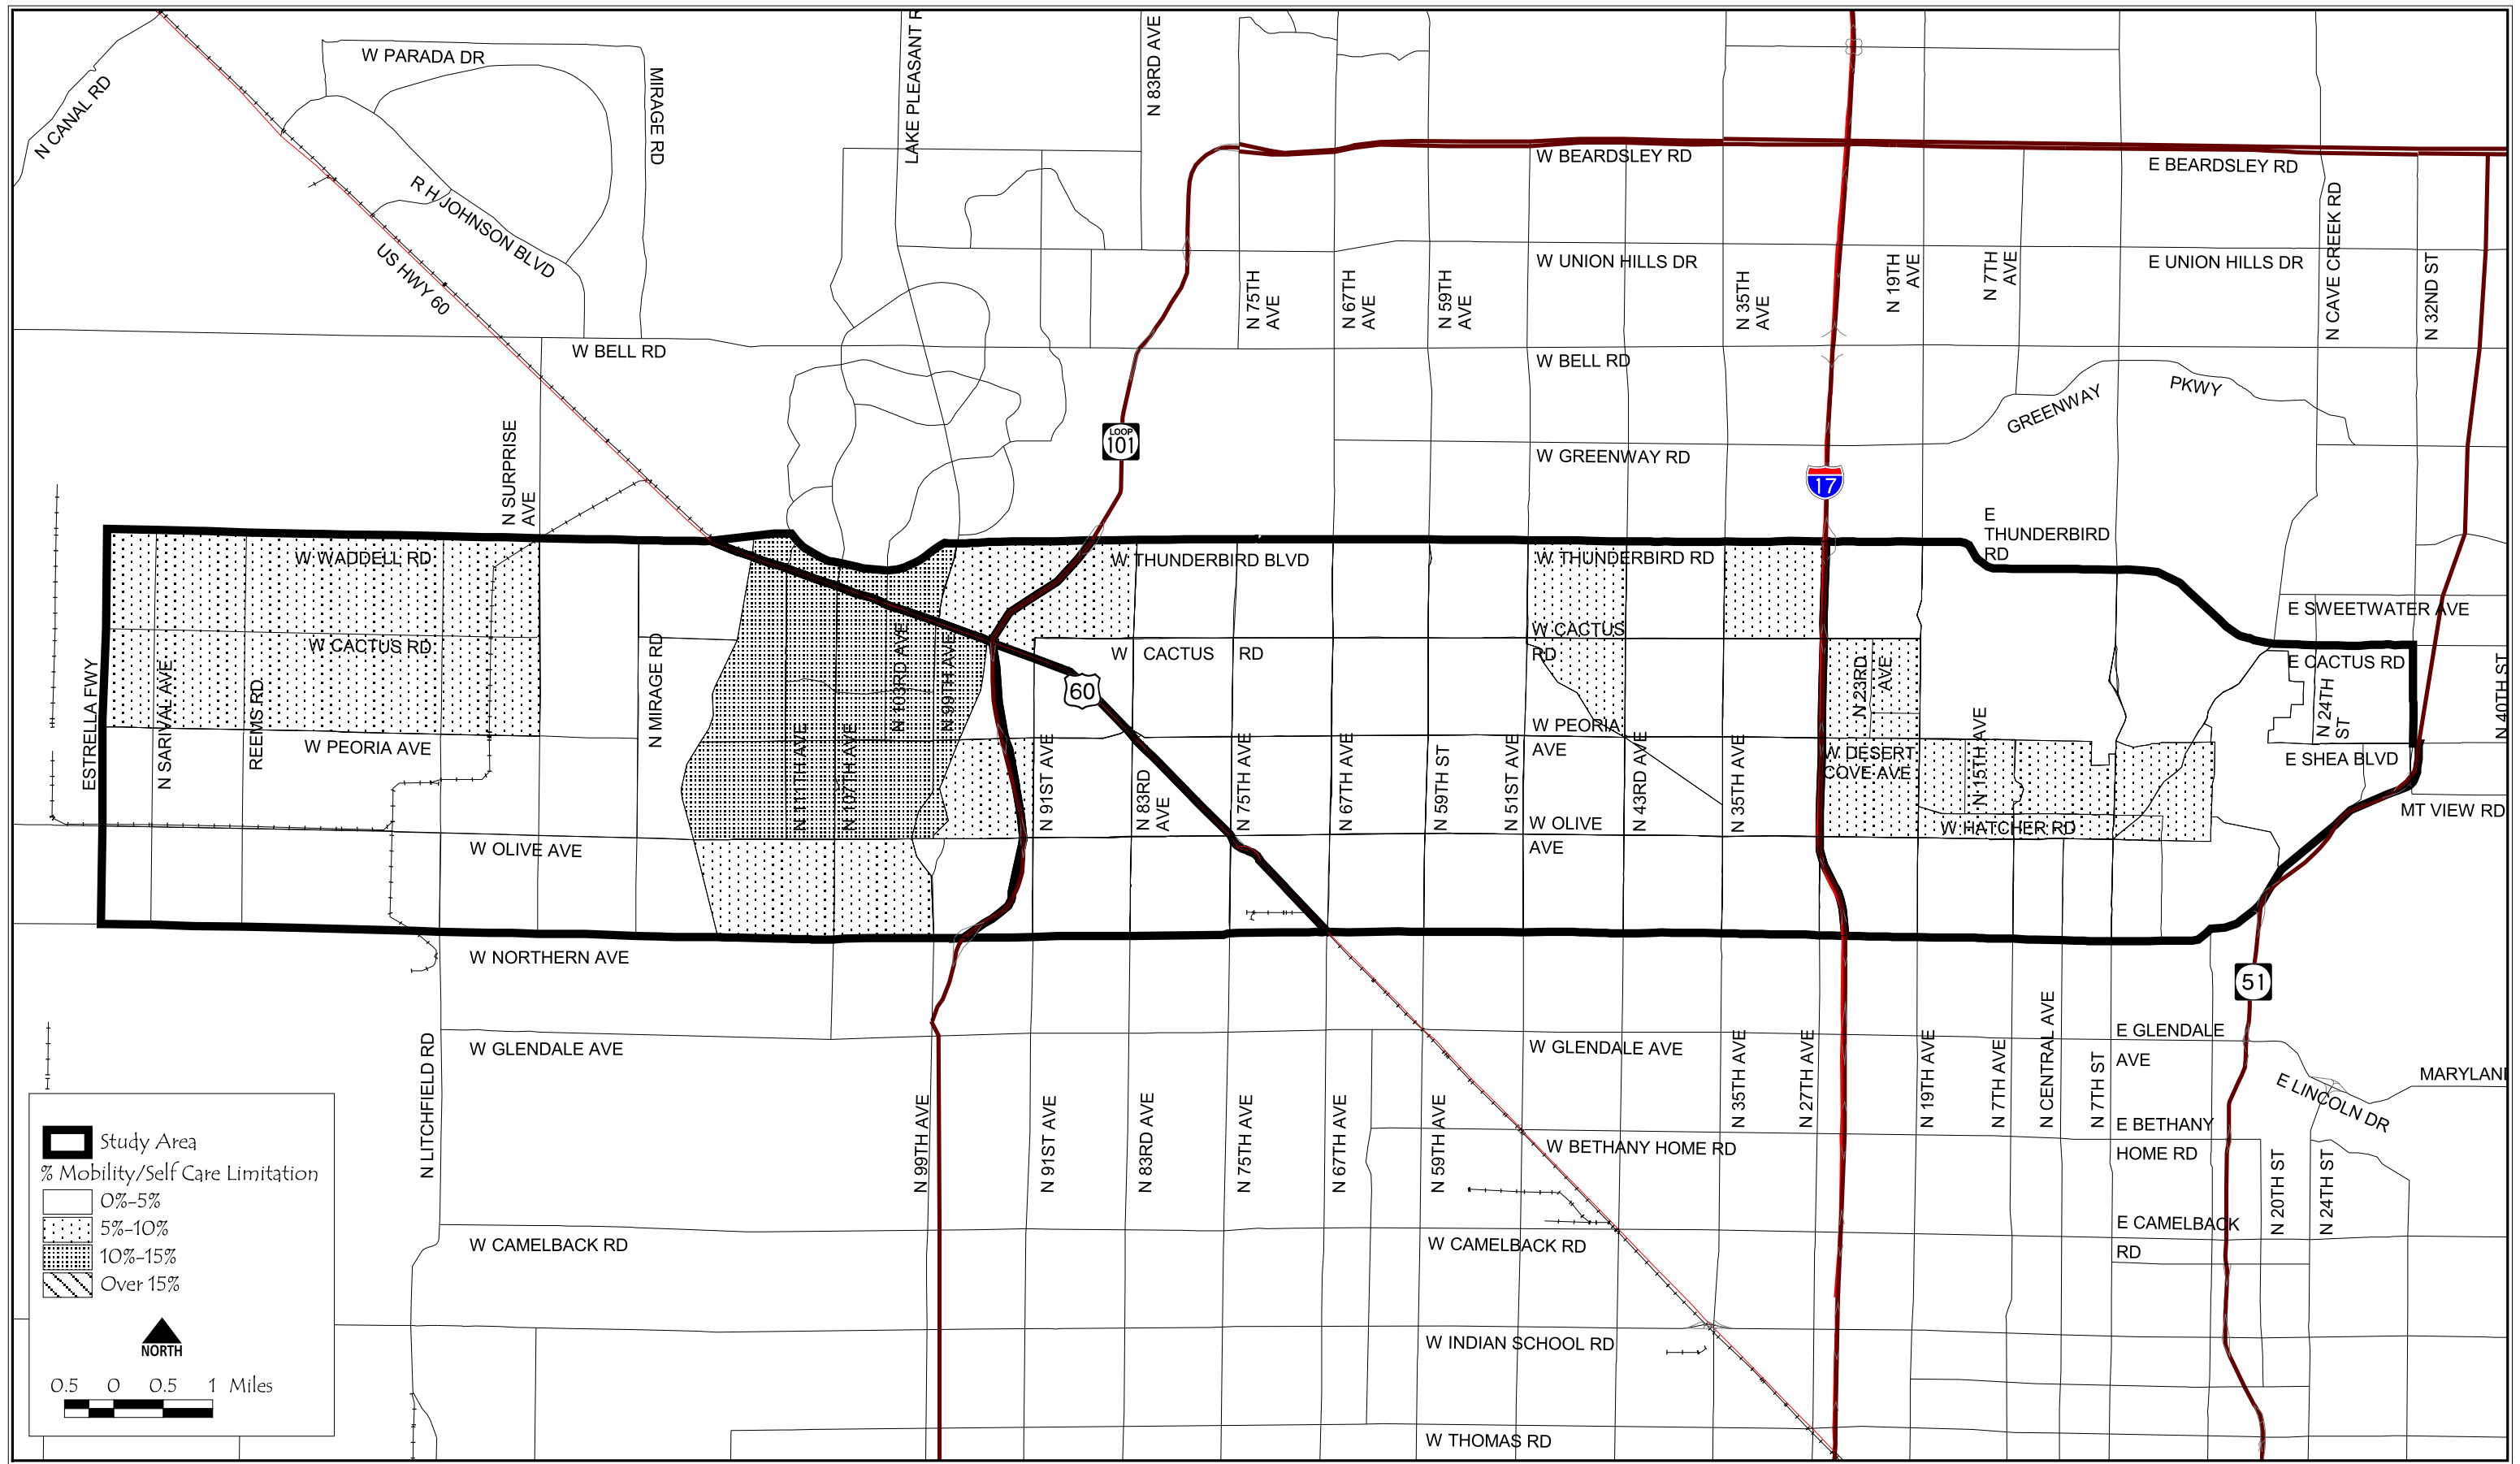 W PARADA DR
N CANAL RD
MIRAGE RD
LAKE PLEASANT R
N 83RD AVE
R H JOHNSON BLVD
US HWY 60
W BEARDSLEY RD
E BEARDSLEY RD
W UNION HILLS DR
E UNION HILLS DR
N CAVE CREEK RD
N 32ND ST
N 75TH
AVE
N 67TH
AVE
N 59TH
AVE
N 35TH
AVE
N 19TH
AVE
N 7TH
AVE
W BELL RD
W BELL RD
GREENWAY
PKWY
LOOP
101
W GREENWAY RD
17
N SURPRISE
AVE
E
THUNDERBIRD
RD
W WADDELL RD
W THUNDERBIRD BLVD
W THUNDERBIRD RD
E SWEETWATER AVE
W CACTUS RD
W CACTUS RD
W CACTUS
RD
E CACTUS RD
ESTRELLA FWY
N SARIVAL AVE
REEMS RD
N MIRAGE RD
N 111TH AVE
N 107TH AVE
N 103RD AVE
N 99TH AVE
60
N 23RD
AVE
N 24TH
ST
N 40TH ST
W PEORIA AVE
W PEORIA
AVE
W DESERT
COVE AVE
N 15TH AVE
E SHEA BLVD
N 91ST AVE
N 83RD
AVE
N 75TH AVE
N 67TH AVE
N 59TH ST
N 51ST AVE
N 43RD AVE
N 35TH AVE
MT VIEW RD
W OLIVE AVE
W OLIVE
AVE
W HATCHER RD
W NORTHERN AVE
51
N LITCHFIELD RD
W GLENDALE AVE
W GLENDALE AVE
E GLENDALE
AVE
N 35TH AVE
N 27TH AVE
N 19TH AVE
N 7TH AVE
N CENTRAL AVE
N 7TH ST
E LINCOLN DR
MARYLAN
N 99TH AVE
N 91ST AVE
N 83RD AVE
N 75TH AVE
N 67TH AVE
N 59TH AVE
W BETHANY HOME RD
E BETHANY
HOME RD
N 20TH ST
N 24TH ST
W CAMELBACK RD
W CAMELBACK RD
E CAMELBACK
RD
W INDIAN SCHOOL RD
W THOMAS RD
Study Area
% Mobility/Self Care Limitation
0%-5%
5%-10%
10%-15%
Over 15%
NORTH
0.5 0 0.5 1 Miles